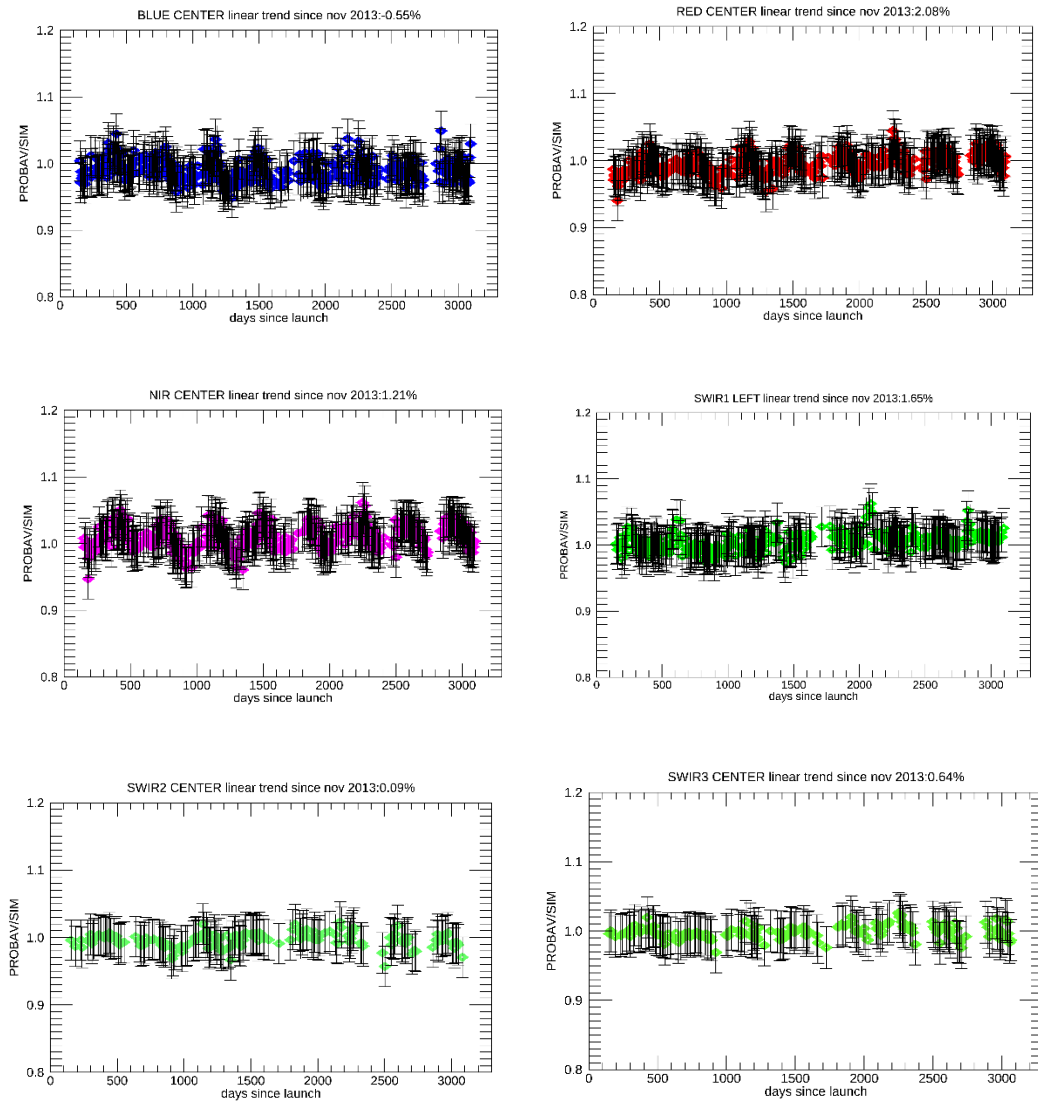 BLUE CENTER linear trend since nov 2013:-0.55%
1.2
1.1
1.0
0.9
0.8
PROBAV/SIM
0 500 1000 1500 2000 2500 3000
days since launch
RED CENTER linear trend since nov 2013:2.08%
1.2
1.1
1.0
0.9
0.8
PROBAV/SIM
0 500 1000 1500 2000 2500 3000
days since launch
NIR CENTER linear trend since nov 2013:1.21%
1.2
1.1
1.0
0.9
0.8
PROBAV/SIM
0 500 1000 1500 2000 2500 3000
days since launch
SWIR1 LEFT linear trend since nov 2013:1.65%
1.2
1.1
1.0
0.9
0.8
PROBAV/SIM
0 500 1000 1500 2000 2500 3000
days since launch
SWIR2 CENTER linear trend since nov 2013:0.09%
1.2
1.1
1.0
0.9
0.8
PROBAV/SIM
0 500 1000 1500 2000 2500 3000
days since launch
SWIR3 CENTER linear trend since nov 2013:0.64%
1.2
1.1
1.0
0.9
0.8
PROBAV/SIM
0 500 1000 1500 2000 2500 3000
days since launch